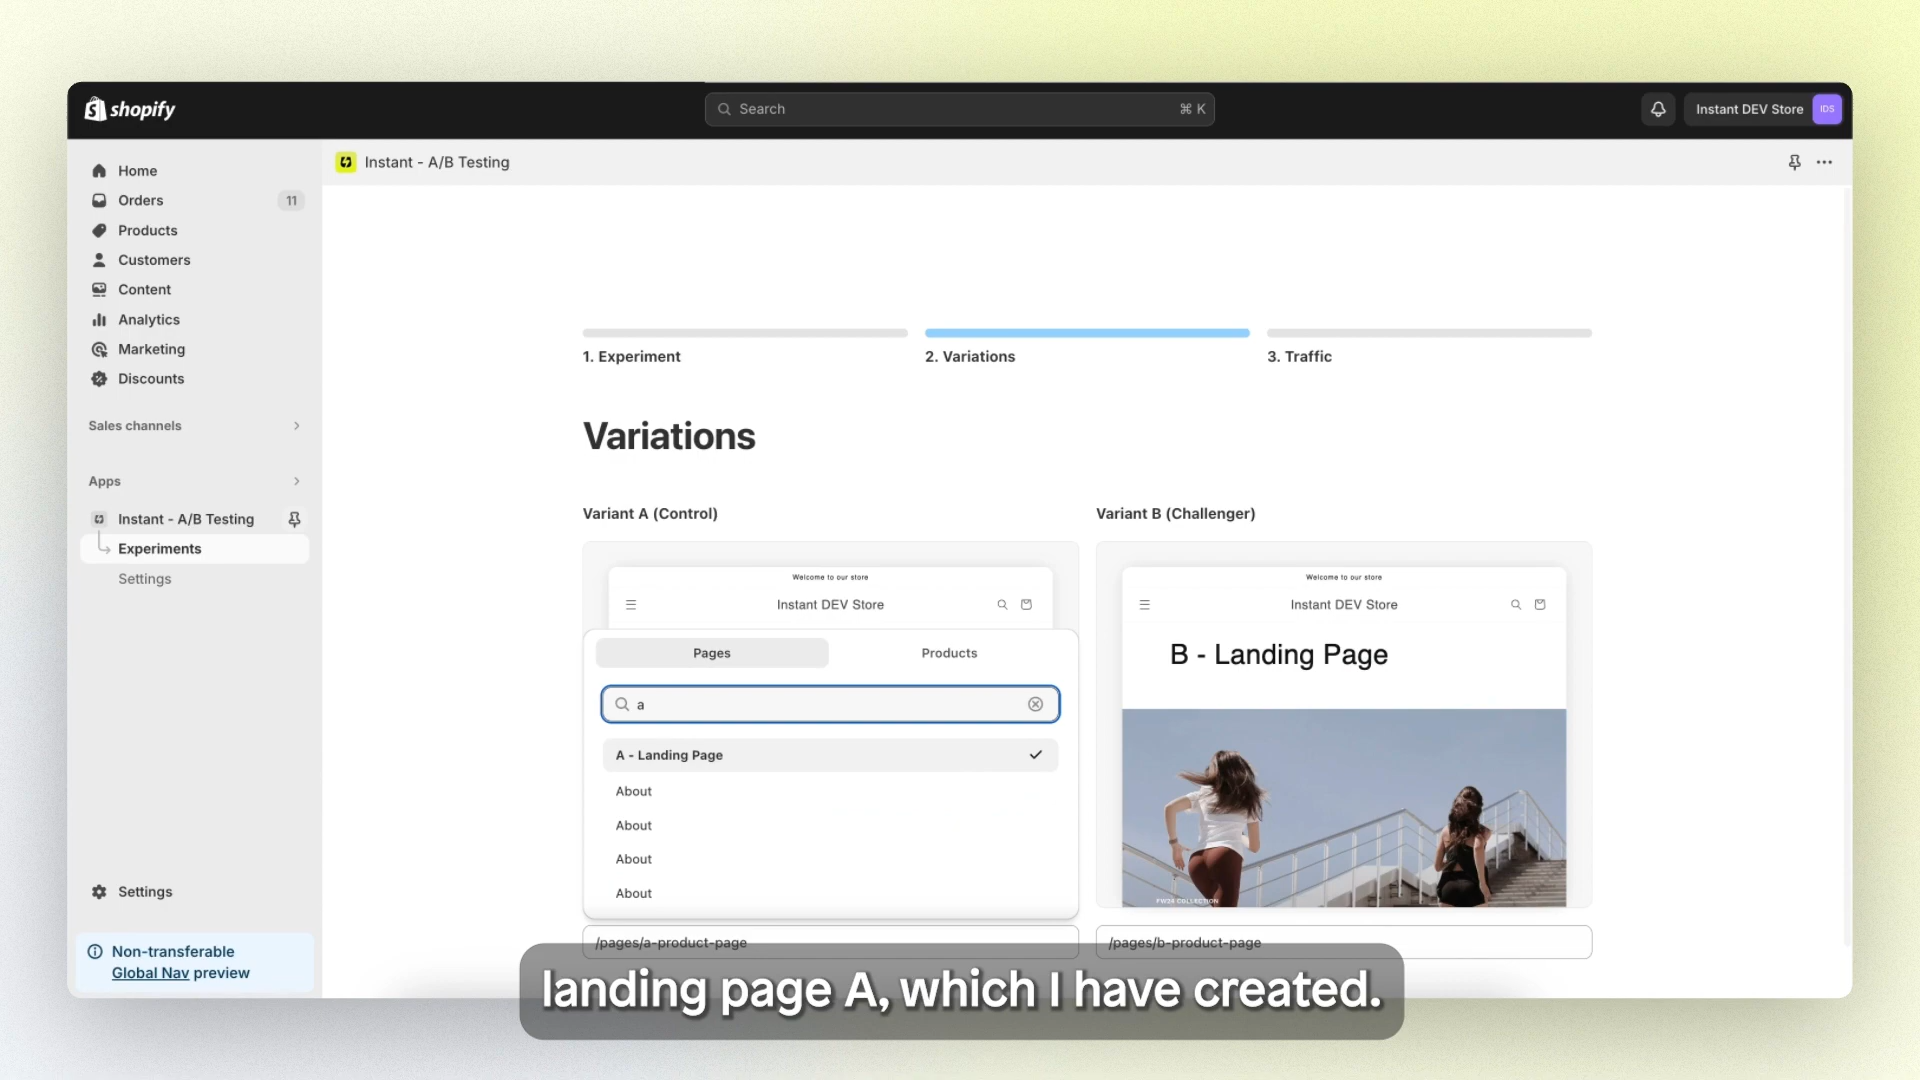 shopify
Search
⌘ K
Instant DEV Store
IDS
Home
Orders
11
Products
Customers
Content
Analytics
Marketing
Discounts
Sales channels
Apps
Instant - A/B Testing
Experiments
Settings
Settings
Non-transferable
Global Nav preview
Instant - A/B Testing
1. Experiment
2. Variations
3. Traffic
Variations
Variant A (Control)
Welcome to our store
Instant DEV Store
Pages
Products
a
A - Landing Page
About
About
About
About
/pages/a-product-page
Variant B (Challenger)
Welcome to our store
Instant DEV Store
B - Landing Page
FW24 COLLECTION
/pages/b-product-page
landing page A, which I have created.